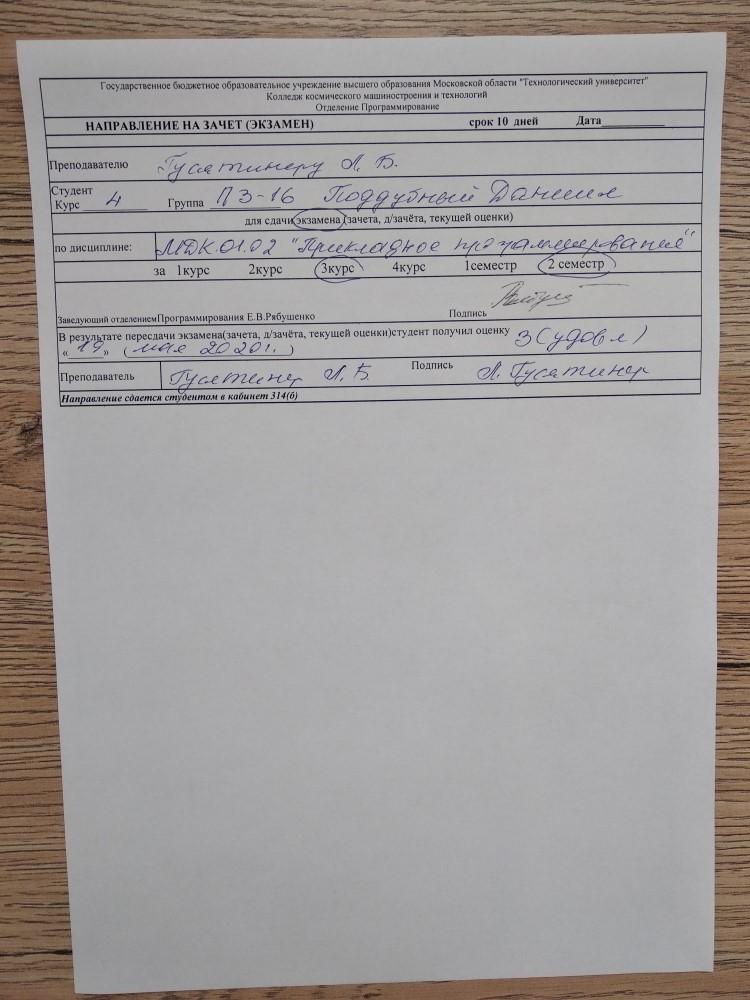 Государственное бюджетное образовательное учреждение высшего образования Московской области "Технологический университет"
Колледж космического машиностроения и технологий
Отделение Программирование
НАПРАВЛЕНИЕ НА ЗАЧЕТ (ЭКЗАМЕН) срок 10 дней Дата__________
Преподавателю Гусятинеру Л. Б.
Студент
Курс 4 Группа П3-16 Поддубный Даниил
для сдачи экзамена (зачета, д/зачёта, текущей оценки)
по дисциплине: МДК.01.02 "Прикладное программирование"
за 1курс 2курс 3курс 4курс 1семестр 2 семестр
Заведующий отделениемПрограммирования Е.В.Рябушенко Подпись
В результате пересдачи экзамена(зачета, д/зачёта, текущей оценки)студент получил оценку 3(удовл)
« 19 » ( мая 2020г. )
Преподаватель Гусятинер Л. Б. Подпись Л. Гусятинер
Направление сдается студентом в кабинет 314(б)